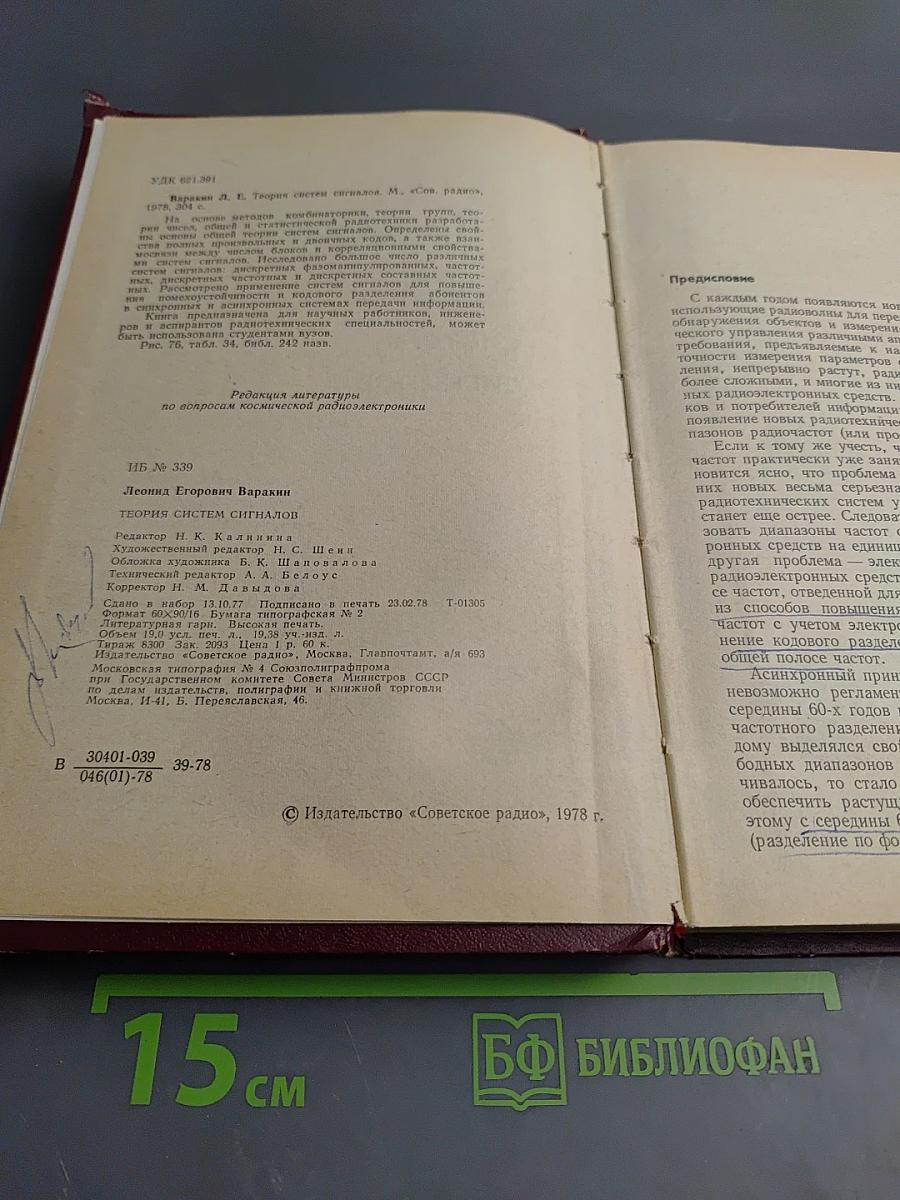 УДК 621.391
Варакин Л. Е. Теория систем сигналов. М., «Сов. радио»,
1978, 304 с.
На основе методов комбинаторики, теории групп, тео-
рии чисел, общей и статистической радиотехники разработа-
ны основы общей теории систем сигналов. Определены свой-
ства полных произвольных и двоичных кодов, а также взаи-
мосвязи между числом блоков и корреляционными свойства-
ми систем сигналов. Исследовано большое число различных
систем сигналов: дискретных фазоманипулированных, частот-
ных, дискретных частотных и дискретных составных частот-
ных. Рассмотрено применение систем сигналов для повыше-
ния помехоустойчивости и кодового разделения абонентов
в синхронных и асинхронных системах передачи информации.
Книга предназначена для научных работников, инжене-
ров и аспирантов радиотехнических специальностей, может
быть использована студентами вузов.
Рис. 76, табл. 34, библ. 242 назв.
Редакция литературы
по вопросам космической радиоэлектроники
ИБ № 339
Леонид Егорович Варакин
ТЕОРИЯ СИСТЕМ СИГНАЛОВ
Редактор Н. К. Калинина
Художественный редактор Н. С. Шеин
Обложка художника Б. К. Шаповалова
Технический редактор А. А. Белоус
Корректор Н. М. Давыдова
Сдано в набор 13.10.77 Подписано в печать 23.02.78 Т-01305
Формат 60×90/16 Бумага типографская № 2
Литературная гарн. Высокая печать.
Объем 19,0 усл. печ. л., 19,38 уч.-изд. л.
Тираж 8300 Зак. 2093 Цена 1 р. 60 к.
Издательство «Советское радио», Москва, Главпочтамт, а/я 693
Московская типография № 4 Союзполиграфпрома
при Государственном комитете Совета Министров СССР
по делам издательств, полиграфии и книжной торговли
Москва, И-41, Б. Переяславская, 46.
В 30401-039 39-78
046(01)-78
© Издательство «Советское радио», 1978 г.
Предисловие
С каждым годом появляются нов
использующие радиоволны для пере
обнаружения объектов и измерени
ческого управления различными ап
требования, предъявляемые к на
точности измерения параметров
ления, непрерывно растут, ради
более сложными, и многие из ни
ных радиоэлектронных средств.
ков и потребителей информаци
появление новых радиотехниче
пазонов радиочастот (или про
Если к тому же учесть, ч
частот практически уже заня
новится ясно, что проблема
них новых весьма серьезна
радиотехнических систем у
станет еще острее. Следоват
зовать диапазоны частот с
ронных средств на единиц
другая проблема — элек
радиоэлектронных средст
се частот, отведенной для
из способов повышения
частот с учетом электро
нение кодового разделе
общей полосе частот.
Асинхронный прин
невозможно регламент
середины 60-х годов
частотного разделени
дому выделялся свой
бодных диапазонов
чивалось, то стало
обеспечить растущ
этому с середины 6
(разделение по фо
15 см
БФ БИБЛИОФАН